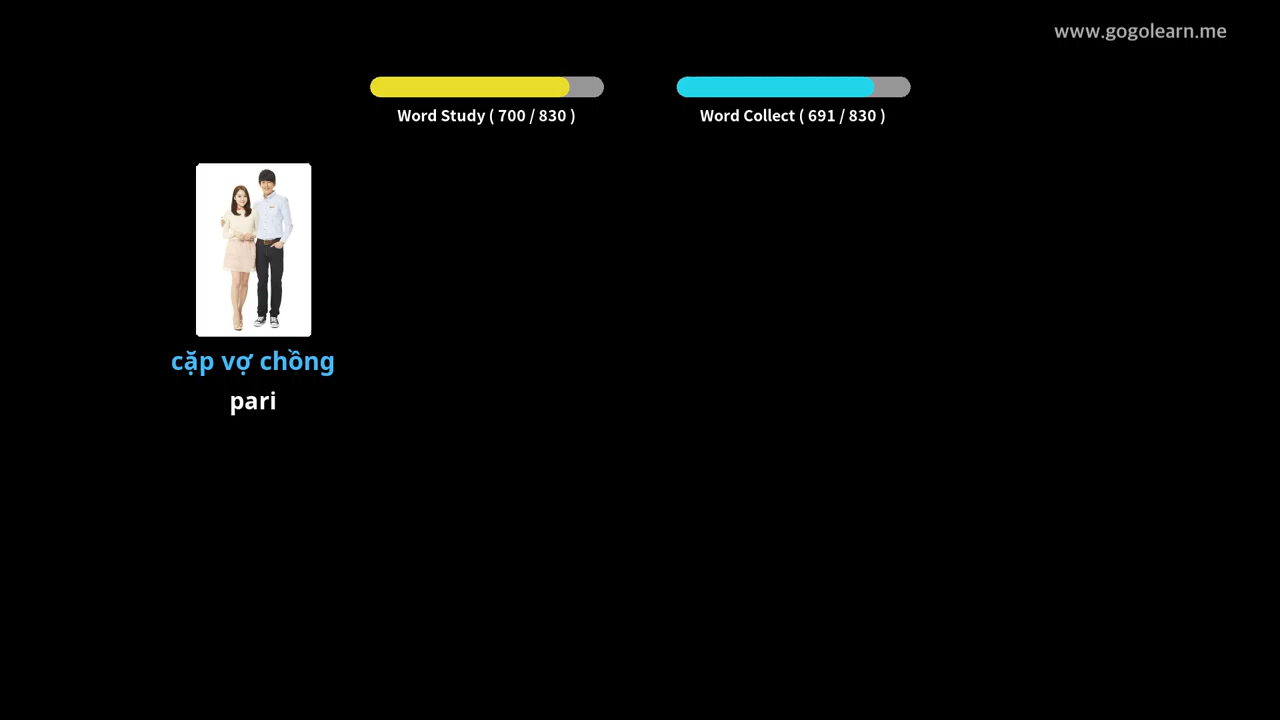 www.gogolearn.me
Word Study ( 700 / 830 )
Word Collect ( 691 / 830 )
cặp vợ chồng
pari